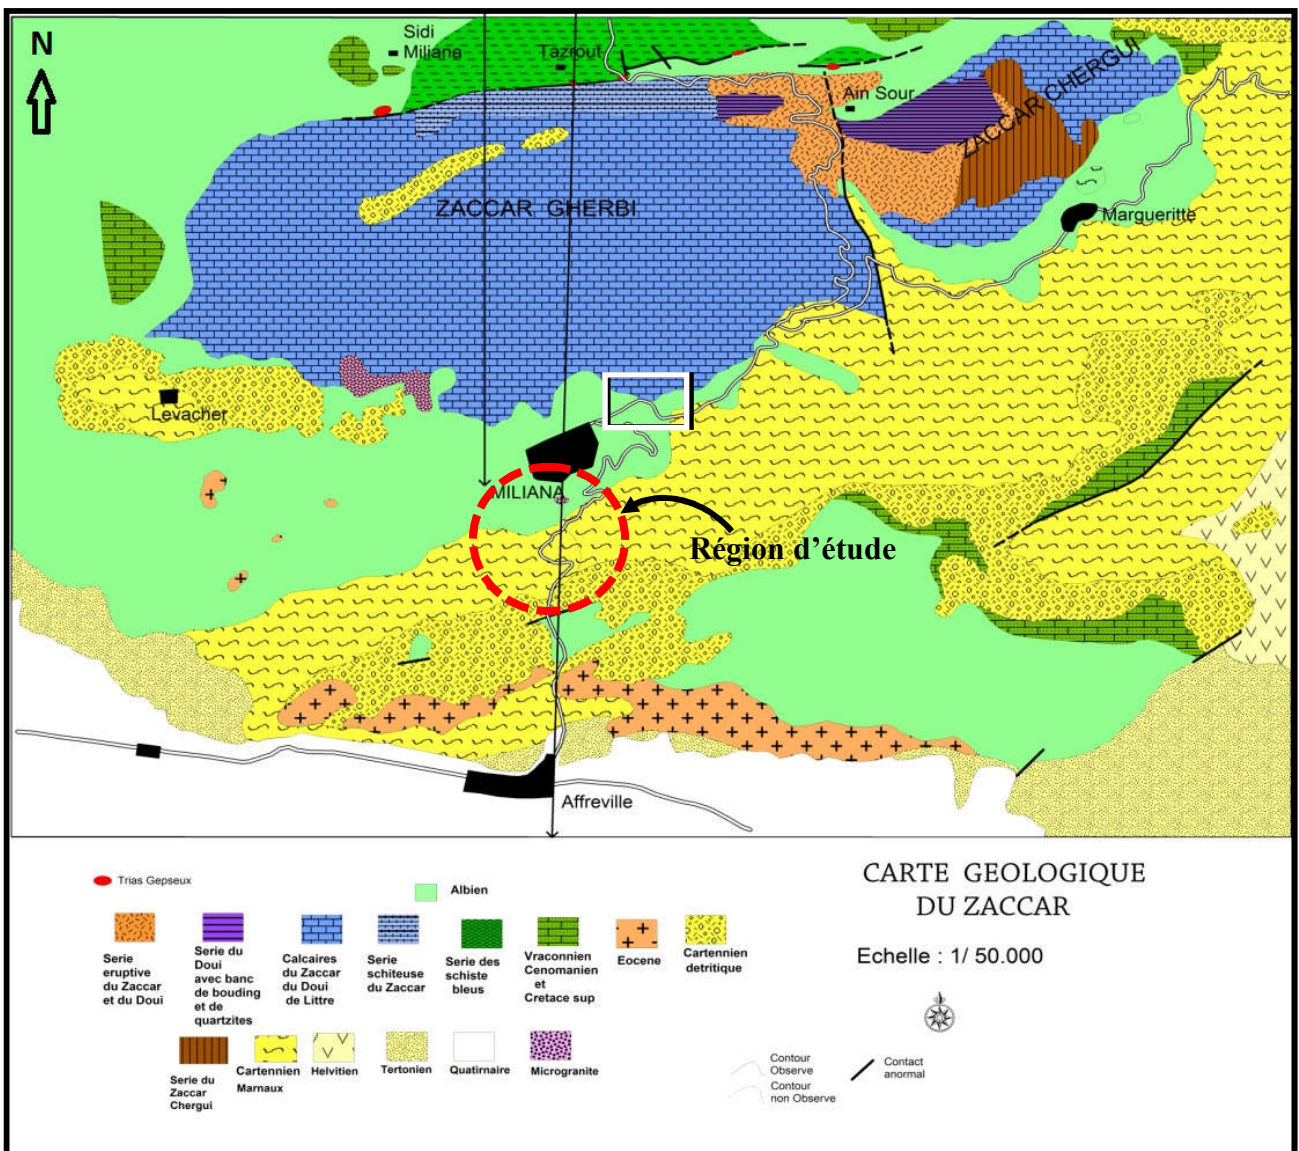 N
Sidi
Miliana
Tazrout
Ain Sour
ZACCAR CHERGUI
ZACCAR GHERBI
Margueritte
Levacher
MILIANA
Région d’étude
Affreville
CARTE GEOLOGIQUE
DU ZACCAR
Echelle : 1/ 50.000
Trias Gepseux
Albien
Serie
eruptive
du Zaccar
et du Doui
Serie du
Doui
avec banc
de bouding
et de
quartzites
Calcaires
du Zaccar
du Doui
de Littre
Serie
schiteuse
du Zaccar
Serie des
schiste
bleus
Vraconnien
Cenomanien
et
Cretace sup
Eocene
Cartennien
detritique
Serie du
Zaccar
Chergui
Cartennien
Marnaux
Helvitien
Tertonien
Quatirnaire
Microgranite
Contour
Observe
Contour
non Observe
Contact
anormal